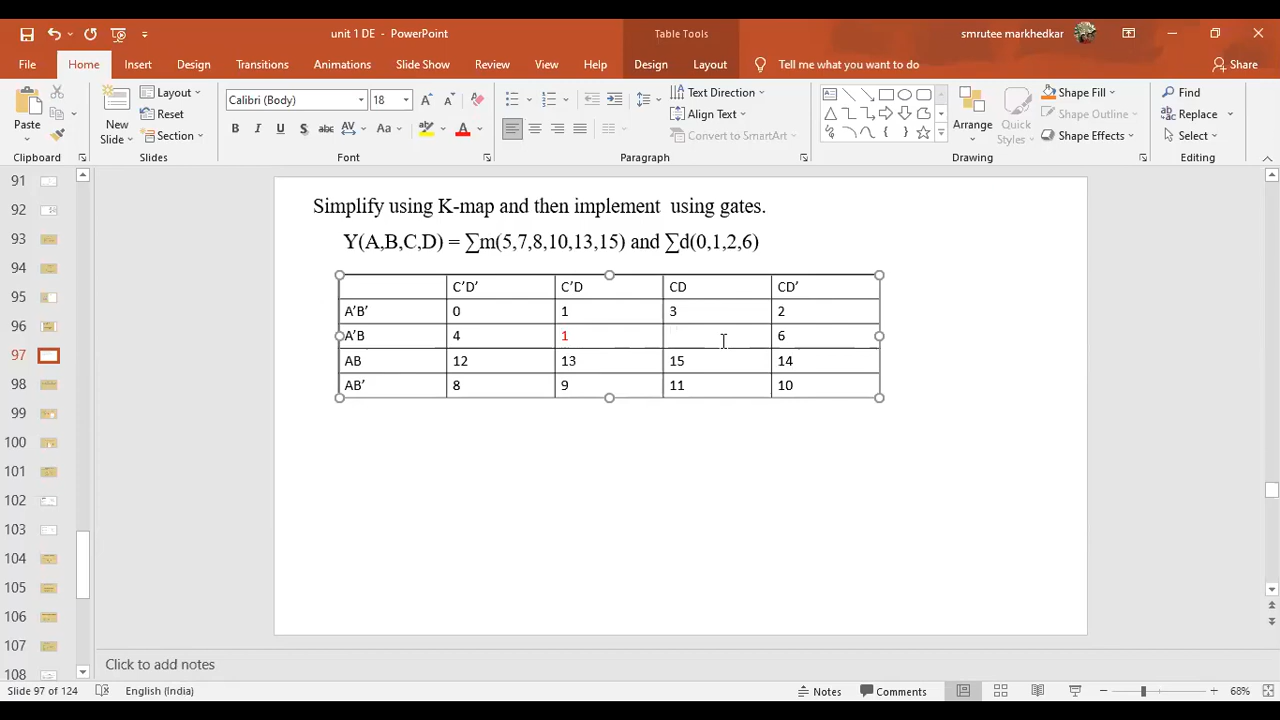 unit 1 DE - PowerPoint
Table Tools
smrutee markhedkar
File Home Insert Design Transitions Animations Slide Show Review View Help Design Layout Tell me what you want to do Share
Paste
Clipboard
New Slide
Layout
Reset
Section
Slides
Calibri (Body) 18
B I U S abc AV Aa A
Font
Text Direction
Align Text
Convert to SmartArt
Paragraph
Arrange
Quick Styles
Shape Fill
Shape Outline
Shape Effects
Drawing
Find
Replace
Select
Editing
91
92
93
94
95
96
97
98
99
100
101
102
103
104
105
106
107
108
Simplify using K-map and then implement using gates.
Y(A,B,C,D) = ∑m(5,7,8,10,13,15) and ∑d(0,1,2,6)
C’D’ C’D CD CD’
A’B’ 0 1 3 2
A’B 4 1 6
AB 12 13 15 14
AB’ 8 9 11 10
Click to add notes
Slide 97 of 124 English (India) Notes Comments 68%